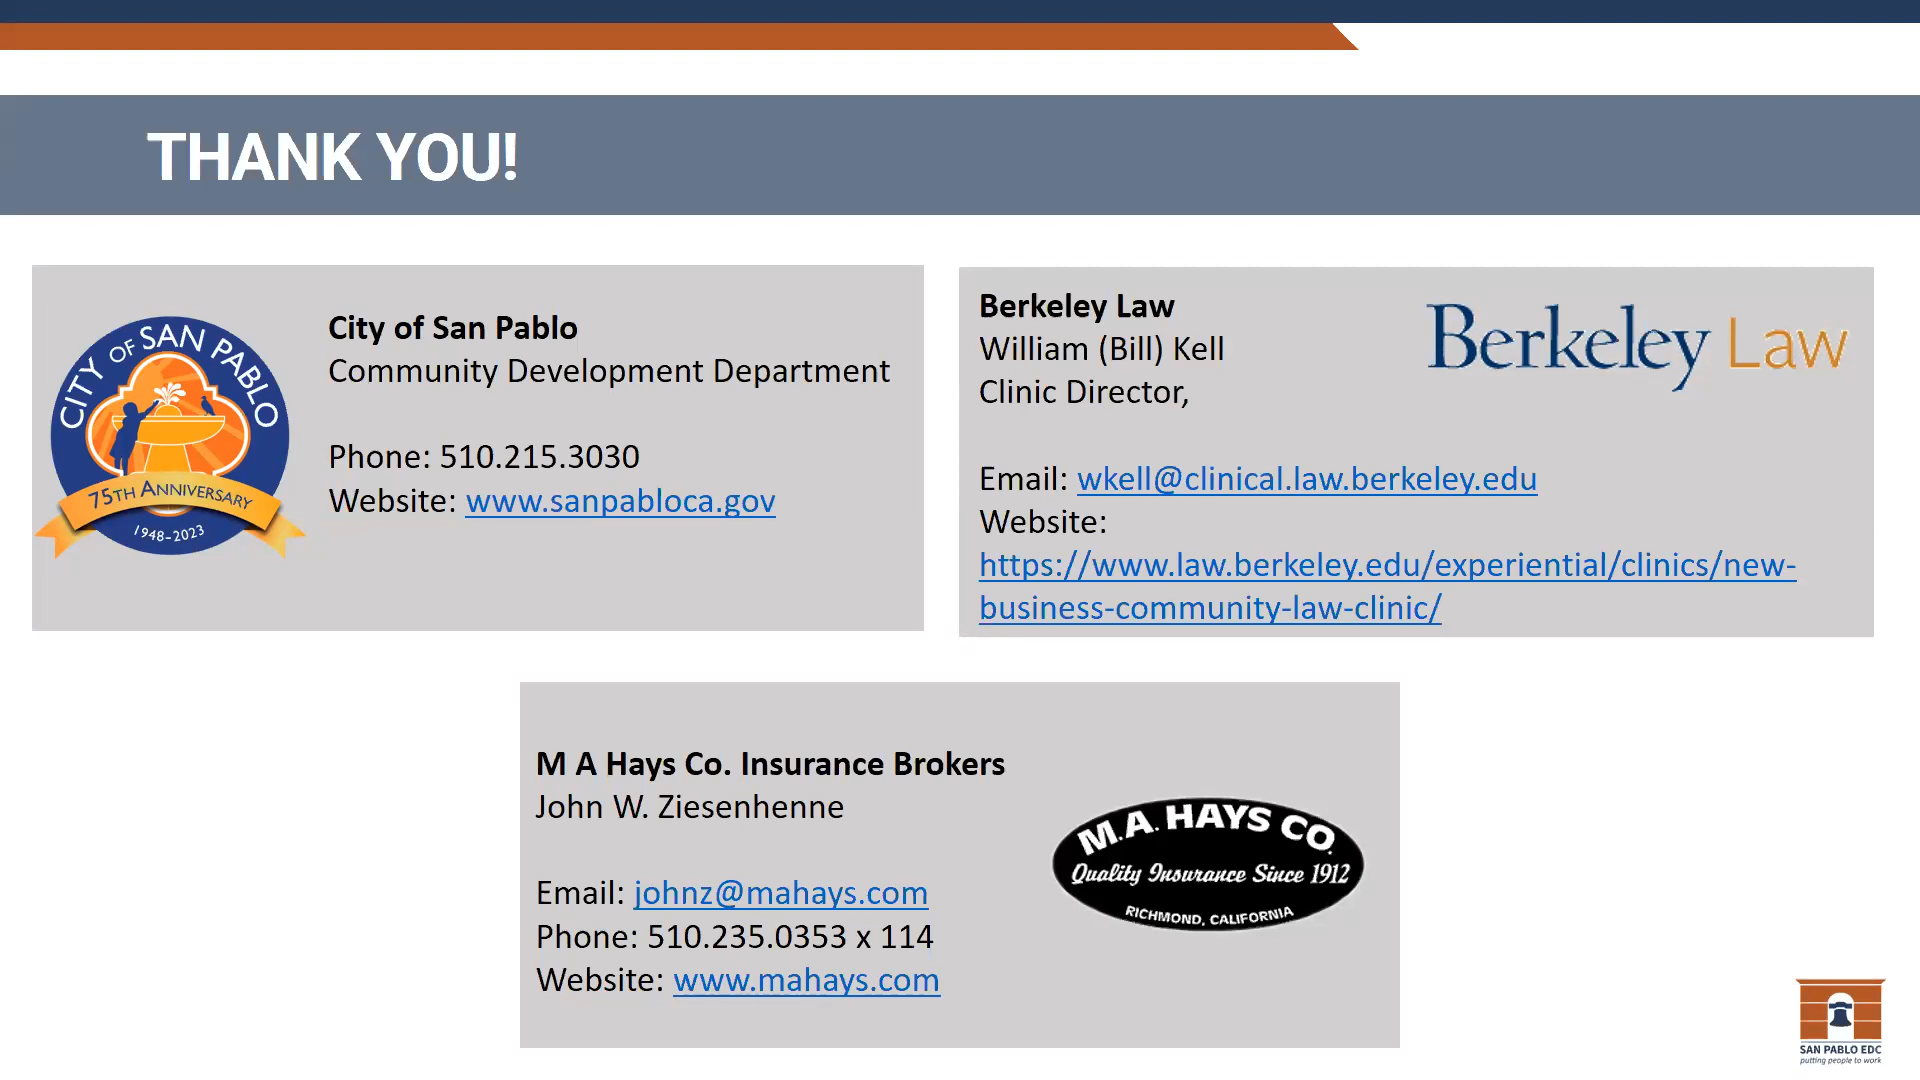 THANK YOU!
CITY OF SAN PABLO
75TH ANNIVERSARY
1948-2023
City of San Pablo
Community Development Department
Phone: 510.215.3030
Website: www.sanpabloca.gov
Berkeley Law
William (Bill) Kell
Clinic Director,
Berkeley Law
Email: wkell@clinical.law.berkeley.edu
Website:
https://www.law.berkeley.edu/experiential/clinics/new-
business-community-law-clinic/
M A Hays Co. Insurance Brokers
John W. Ziesenhenne
Email: johnz@mahays.com
Phone: 510.235.0353 x 114
Website: www.mahays.com
M.A. HAYS CO.
Quality Insurance Since 1912
RICHMOND, CALIFORNIA
SAN PABLO EDC
putting people to work